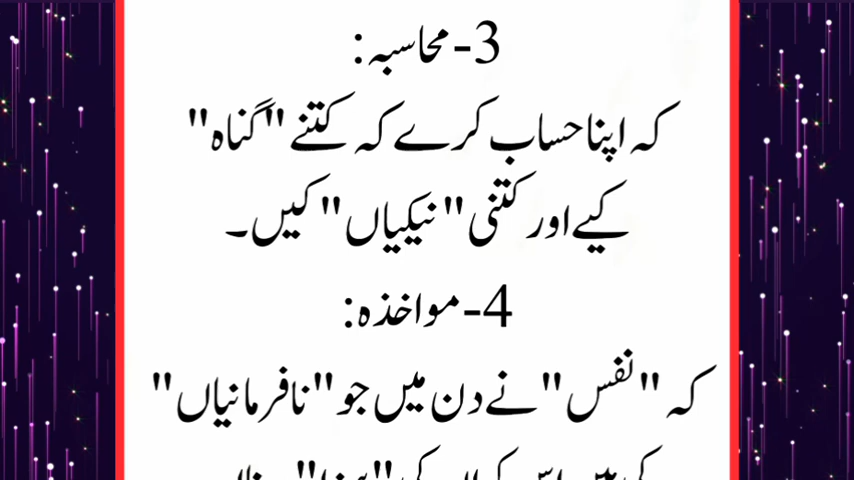 3-محاسبہ:
کہ اپنا حساب کرے کہ کتنے "گناہ"
کیے اور کتنی "نیکیاں" کیں۔
4-مواخذہ:
کہ "نفس" نے دن میں جو "نافرمانیاں"